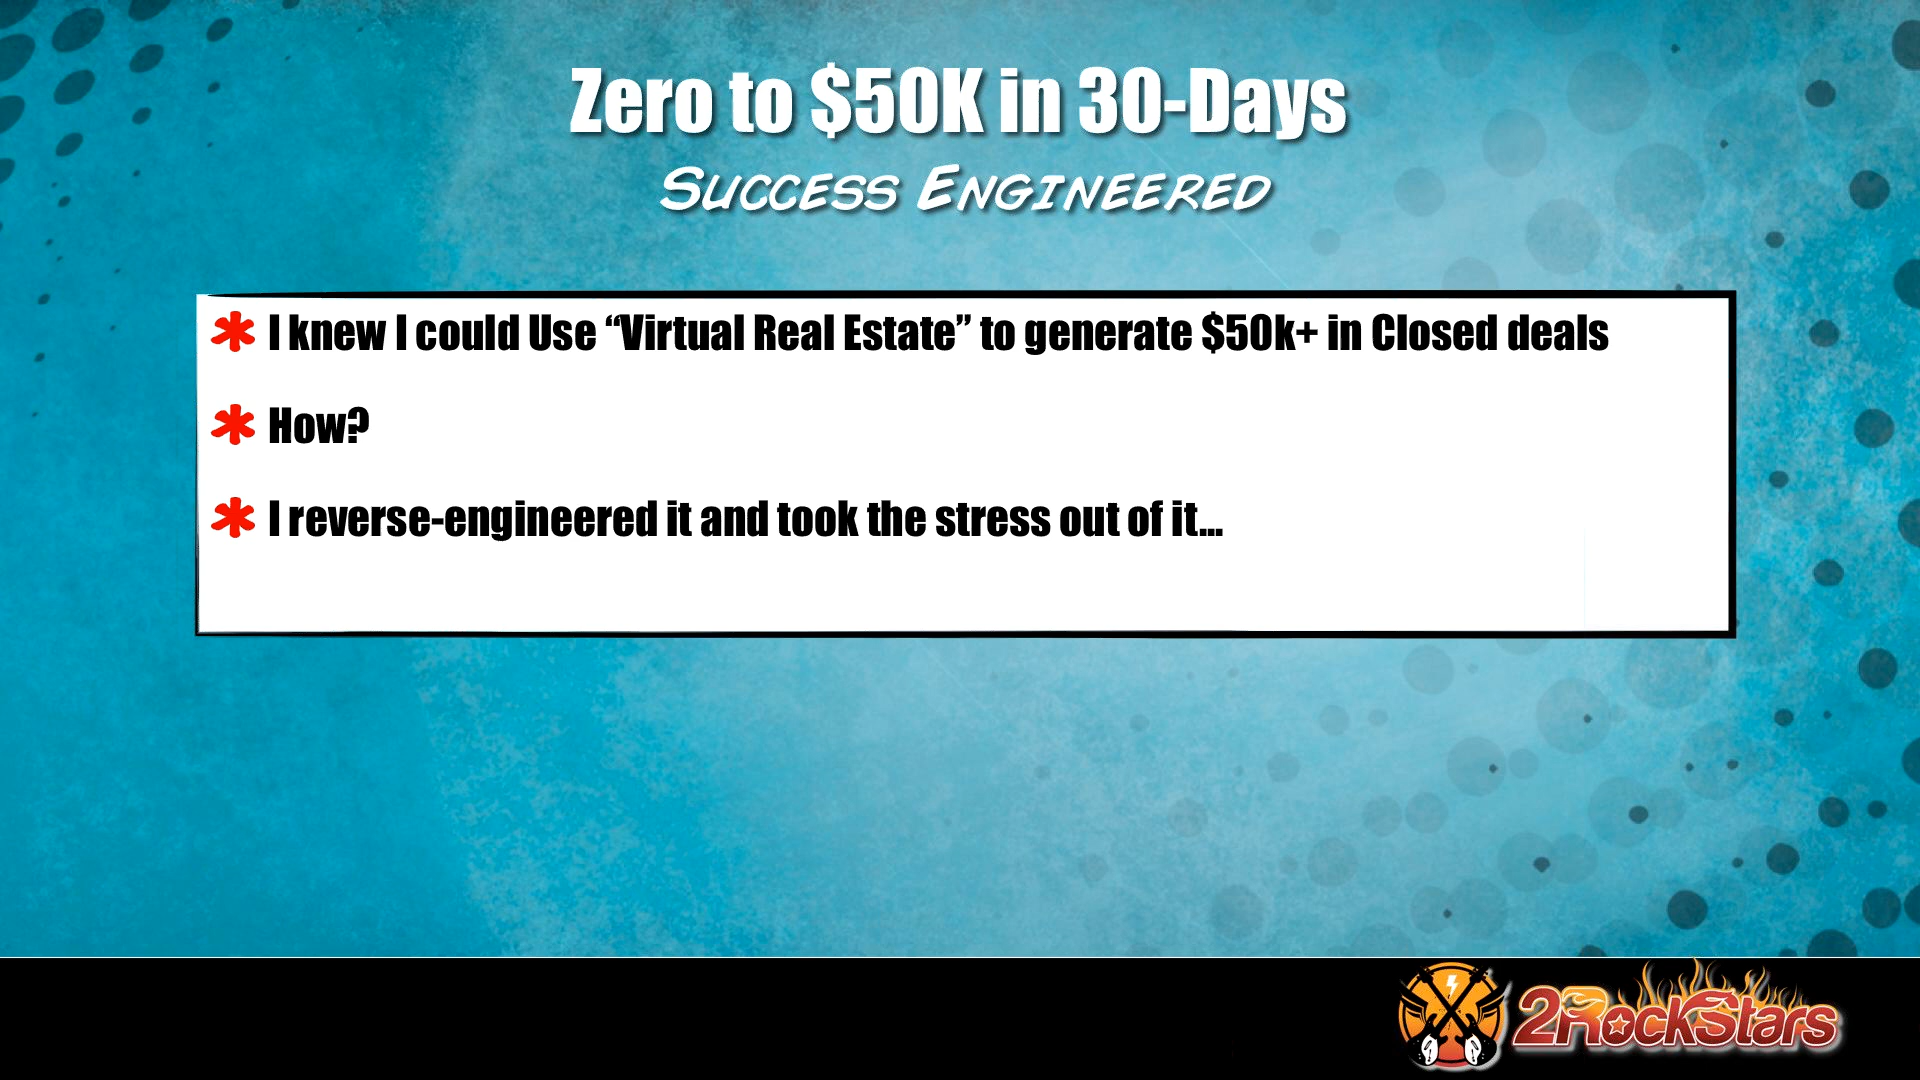 Zero to $50K in 30-Days
Success Engineered
I knew I could Use “Virtual Real Estate” to generate $50k+ in Closed deals
How?
I reverse-engineered it and took the stress out of it...
2RockStars